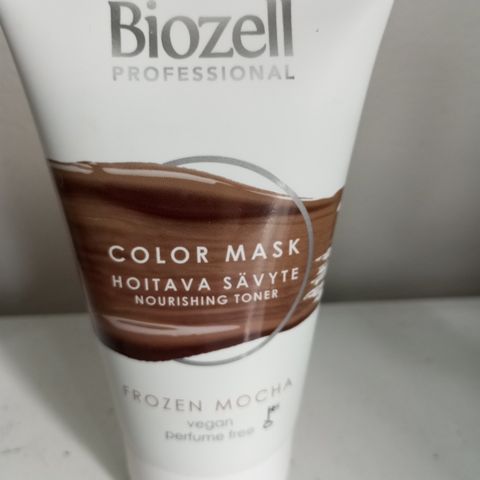 Biozell
PROFESSIONAL
COLOR MASK
HOITAVA SÄVYTE
NOURISHING TONER
FROZEN MOCHA
vegan
perfume free